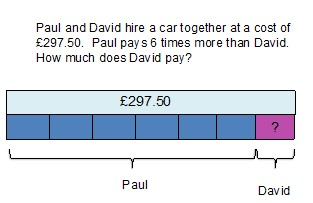 Paul and David hire a car together at a cost of
£297.50.  Paul pays 6 times more than David.
How much does David pay?
£297.50
?
Paul
David